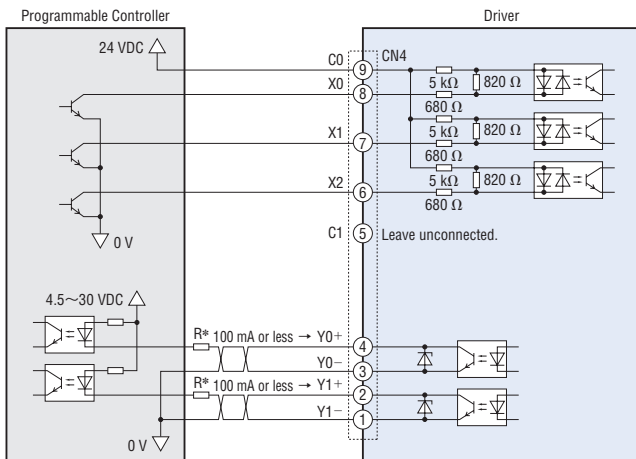 Programmable Controller
Driver
24 VDC
C0
9
CN4
X0
8
5 kΩ
820 Ω
680 Ω
X1
7
5 kΩ
820 Ω
680 Ω
X2
6
5 kΩ
820 Ω
680 Ω
0 V
C1
5
Leave unconnected.
4.5~30 VDC
R* 100 mA or less → Y0+
4
Y0−
3
R* 100 mA or less → Y1+
2
Y1−
1
0 V